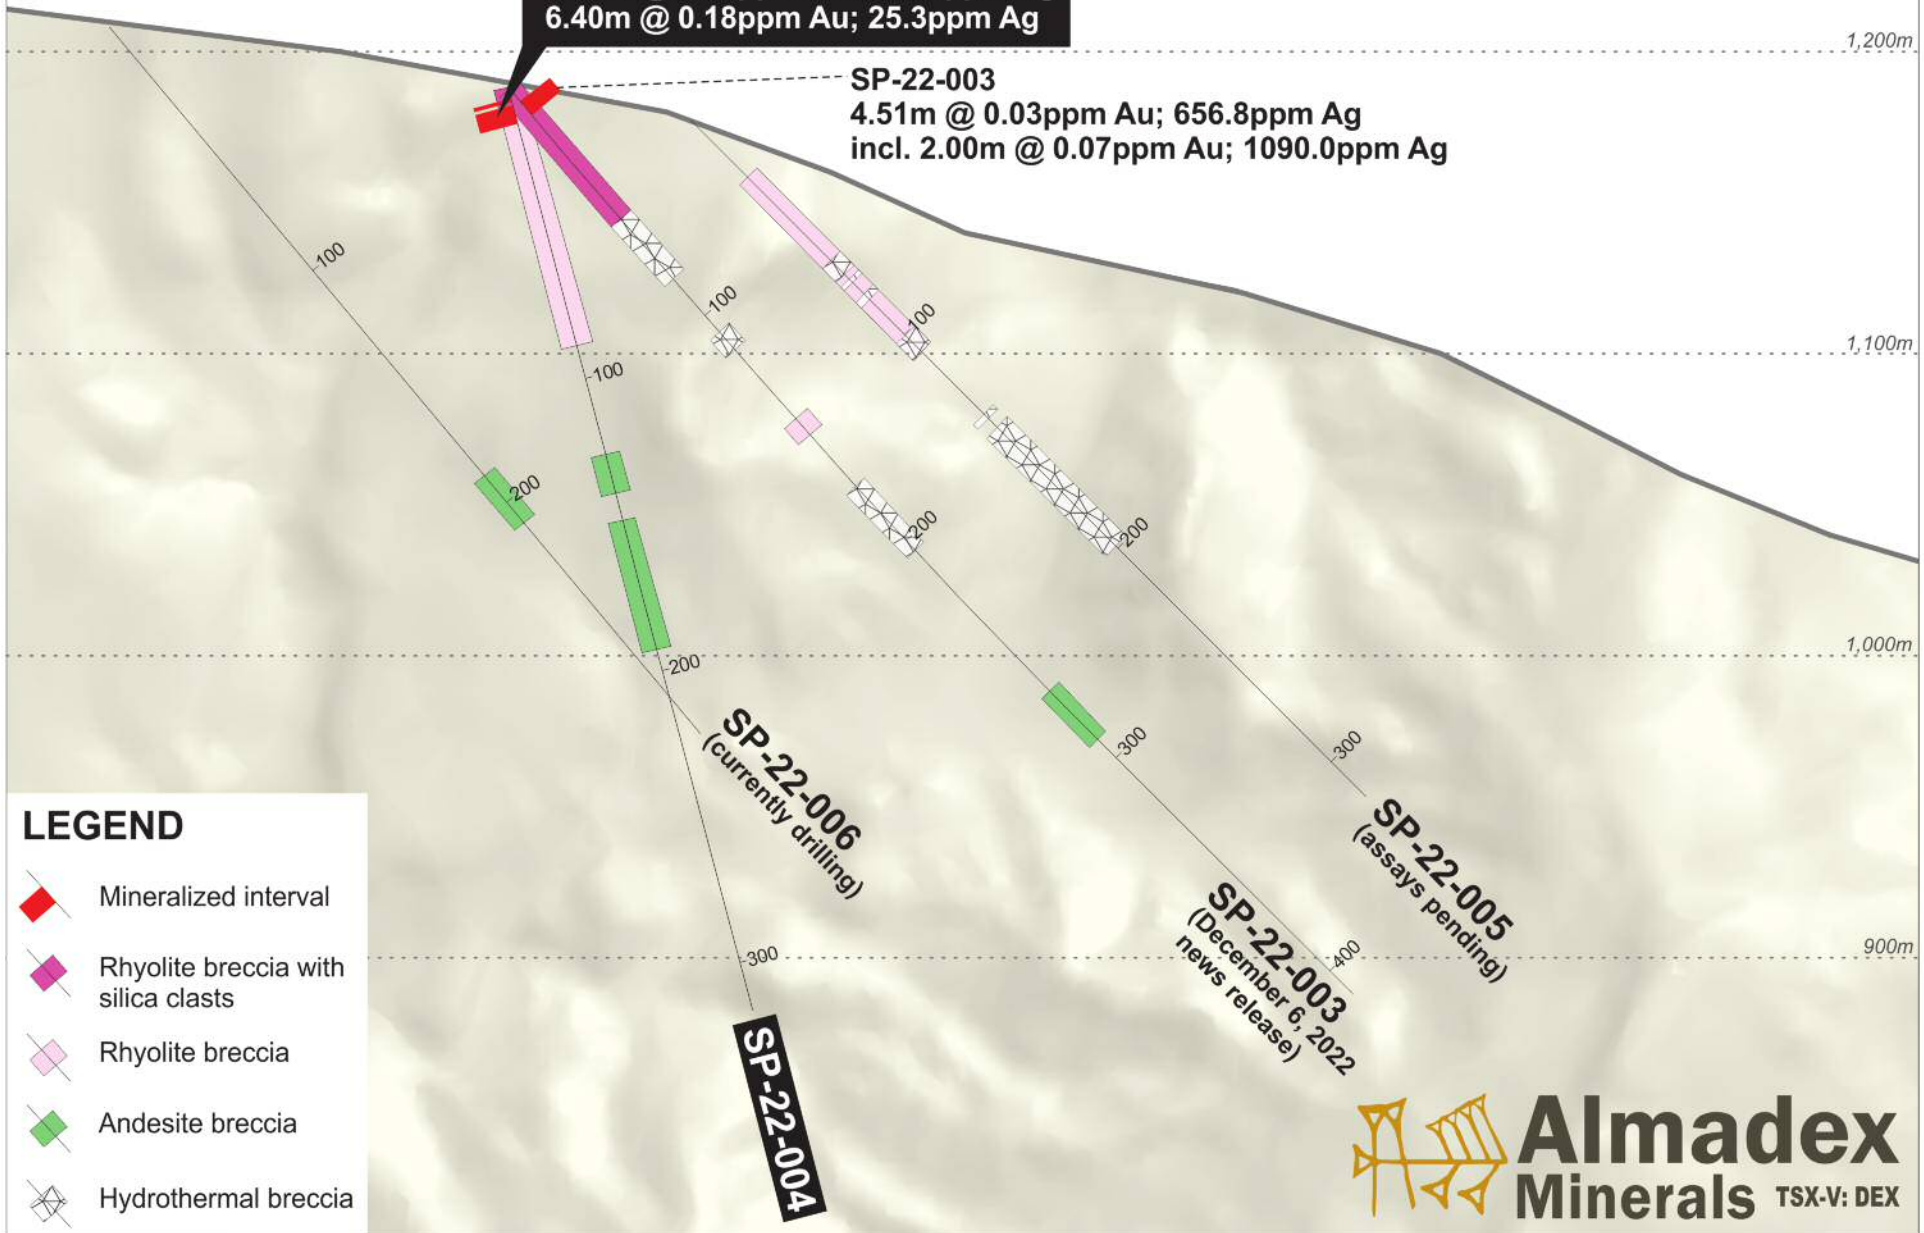 6.40m @ 0.18ppm Au; 25.3ppm Ag
1,200m
SP-22-003
4.51m @ 0.03ppm Au; 656.8ppm Ag
incl. 2.00m @ 0.07ppm Au; 1090.0ppm Ag
100
100
100
1,100m
100
200
200
200
1,000m
200
300
300
SP-22-006
(currently drilling)
SP-22-005
(assays pending)
SP-22-003
(December 6, 2022
news release)
400
900m
300
SP-22-004
LEGEND
Mineralized interval
Rhyolite breccia with
silica clasts
Rhyolite breccia
Andesite breccia
Hydrothermal breccia
Almadex
Minerals TSX-V: DEX